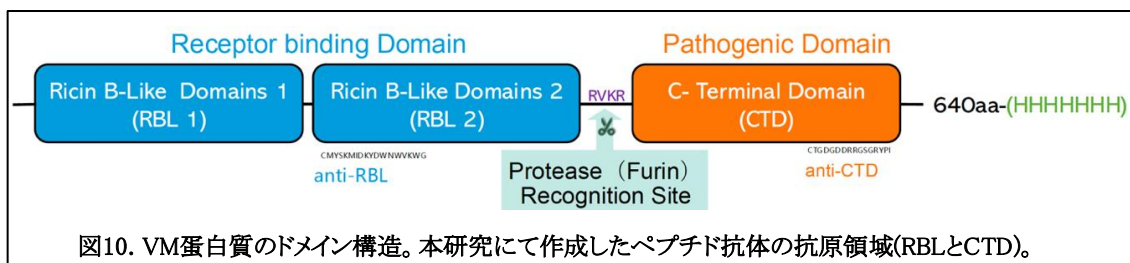 Receptor binding Domain
Pathogenic Domain
Ricin B-Like Domains 1
(RBL 1)
Ricin B-Like Domains 2
(RBL 2)
RVKR
C- Terminal Domain
(CTD)
640aa-(HHHHHHH)
CMYSKMIDKYDWNWVKWG
anti-RBL
CTGDGDDRRGSGRYPI
anti-CTD
Protease (Furin)
Recognition Site
図10. VM蛋白質のドメイン構造。本研究にて作成したペプチド抗体の抗原領域(RBLとCTD)。